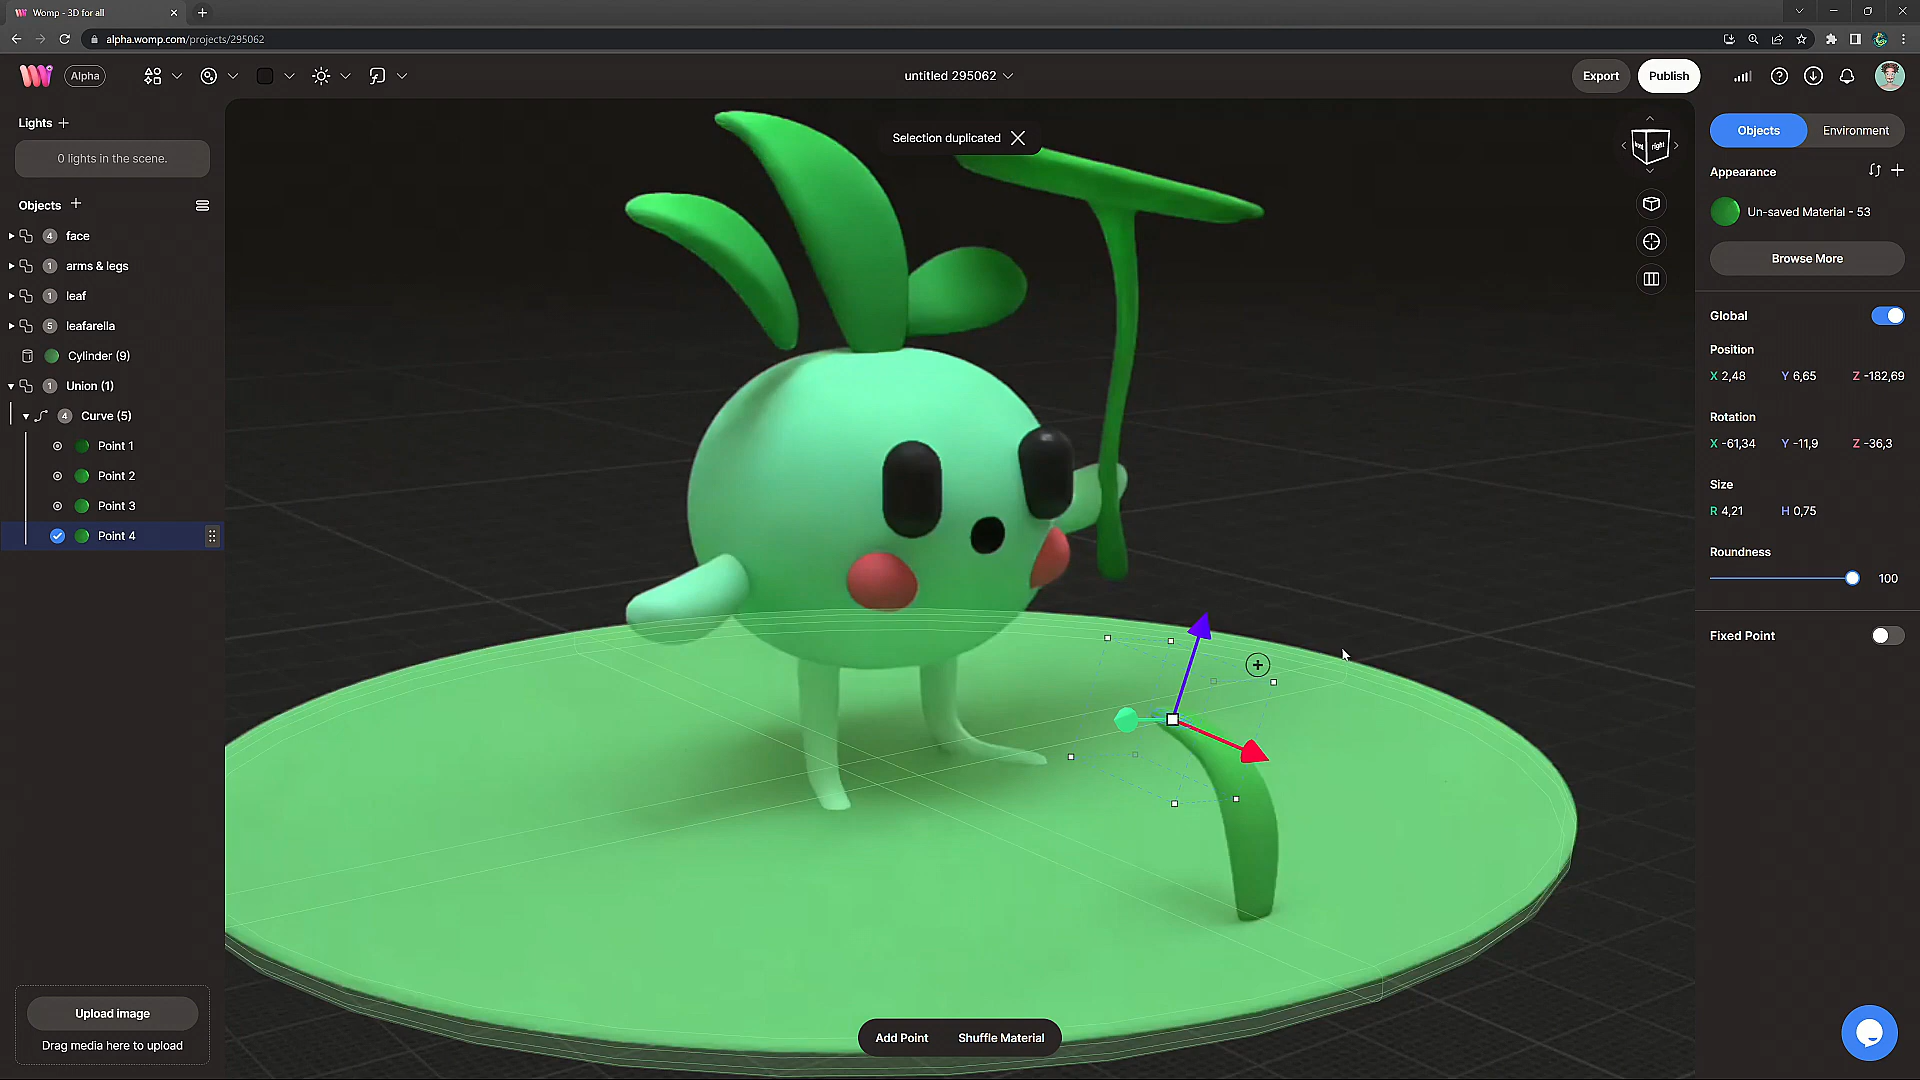 Womp - 3D for all
alpha.womp.com/projects/295062
Alpha
untitled 295062
Export
Publish
Lights
0 lights in the scene.
Objects
4 face
1 arms & legs
1 leaf
5 leafarella
Cylinder (9)
1 Union (1)
4 Curve (5)
Point 1
Point 2
Point 3
Point 4
Upload image
Drag media here to upload
Selection duplicated
right
Add Point
Shuffle Material
Objects
Environment
Appearance
Un-saved Material - 53
Browse More
Global
Position
X 2,48 Y 6,65 Z -182,69
Rotation
X -61,34 Y -11,9 Z -36,3
Size
R 4,21 H 0,75
Roundness
100
Fixed Point